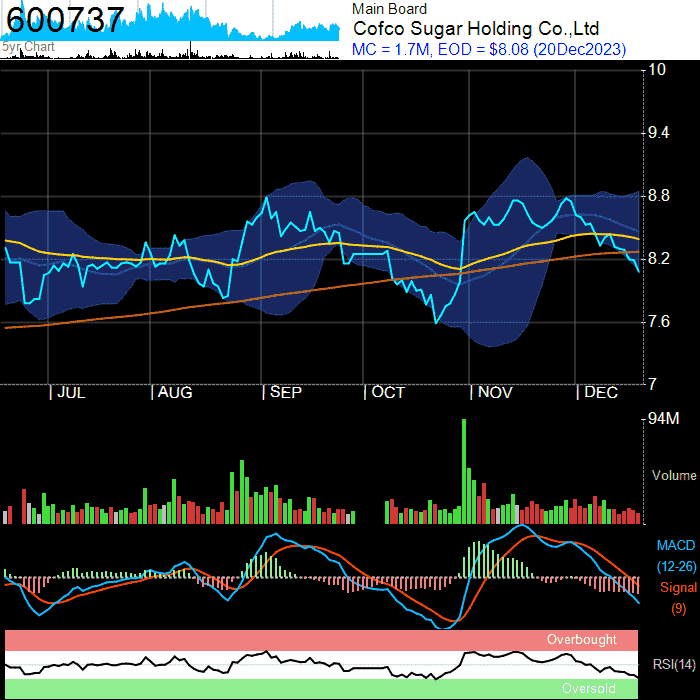 600737
5yr Chart
Main Board
Cofco Sugar Holding Co.,Ltd
MC = 1.7M, EOD = $8.08 (20Dec2023)
10
9.4
8.8
8.2
7.6
7
| JUL | AUG | SEP | OCT | NOV | DEC
94M
Volume
MACD
(12-26)
Signal
(9)
Overbought
RSI(14)
Oversold